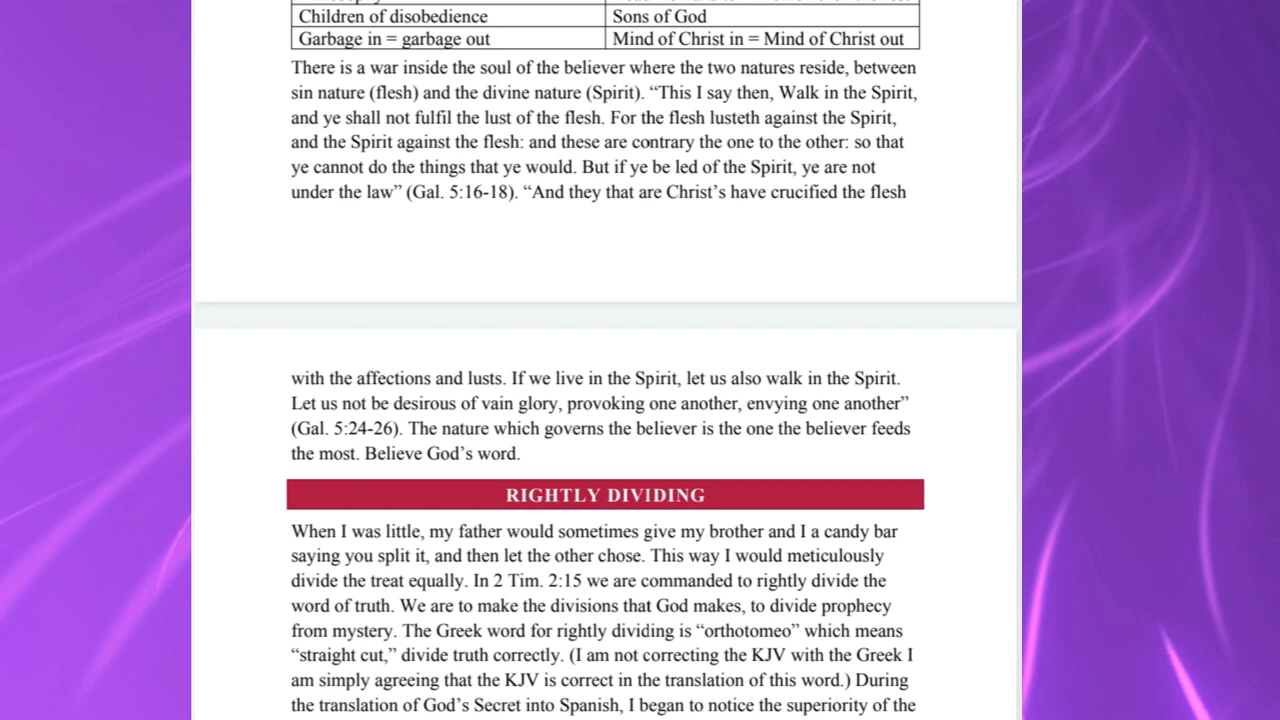 Children of disobedience
Sons of God
Garbage in = garbage out
Mind of Christ in = Mind of Christ out
There is a war inside the soul of the believer where the two natures reside, between
sin nature (flesh) and the divine nature (Spirit). “This I say then, Walk in the Spirit,
and ye shall not fulfil the lust of the flesh. For the flesh lusteth against the Spirit,
and the Spirit against the flesh: and these are contrary the one to the other: so that
ye cannot do the things that ye would. But if ye be led of the Spirit, ye are not
under the law” (Gal. 5:16-18). “And they that are Christ’s have crucified the flesh
with the affections and lusts. If we live in the Spirit, let us also walk in the Spirit.
Let us not be desirous of vain glory, provoking one another, envying one another”
(Gal. 5:24-26). The nature which governs the believer is the one the believer feeds
the most. Believe God’s word.
RIGHTLY DIVIDING
When I was little, my father would sometimes give my brother and I a candy bar
saying you split it, and then let the other chose. This way I would meticulously
divide the treat equally. In 2 Tim. 2:15 we are commanded to rightly divide the
word of truth. We are to make the divisions that God makes, to divide prophecy
from mystery. The Greek word for rightly dividing is “orthotomeo” which means
“straight cut,” divide truth correctly. (I am not correcting the KJV with the Greek I
am simply agreeing that the KJV is correct in the translation of this word.) During
the translation of God’s Secret into Spanish, I began to notice the superiority of the